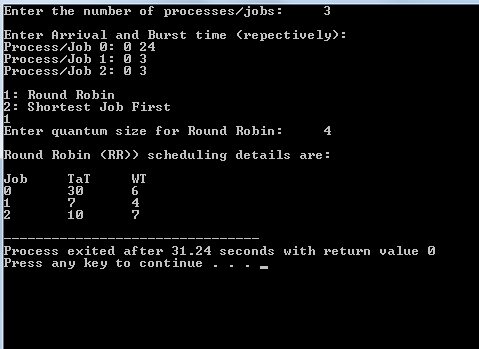 Enter the number of processes/jobs: 3
Enter Arrival and Burst time (repectively):
Process/Job 0: 0 24
Process/Job 1: 0 3
Process/Job 2: 0 3
1: Round Robin
2: Shortest Job First
1
Enter quantum size for Round Robin: 4
Round Robin (RR)) scheduling details are:
Job TaT WT
0 30 6
1 7 4
2 10 7
--------------------------------
Process exited after 31.24 seconds with return value 0
Press any key to continue . . . _